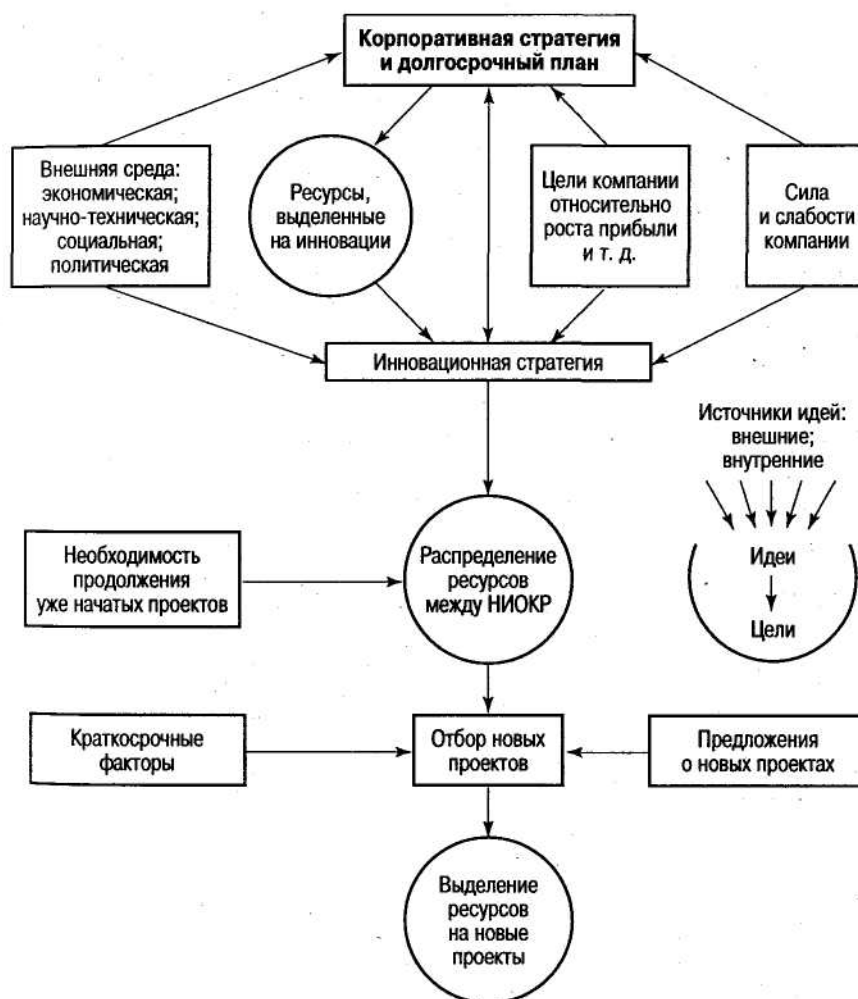 Корпоративная стратегия
и долгосрочный план
Внешняя среда:
экономическая;
научно-техническая;
социальная;
политическая
Ресурсы,
выделенные
на инновации
Цели компании
относительно
роста прибыли
и т. д.
Сила
и слабости
компании
Инновационная стратегия
Источники идей:
внешние;
внутренние
Необходимость
продолжения
уже начатых проектов
Распределение
ресурсов
между НИОКР
Идеи
Цели
Краткосрочные
факторы
Отбор новых
проектов
Предложения
о новых проектах
Выделение
ресурсов
на новые
проекты